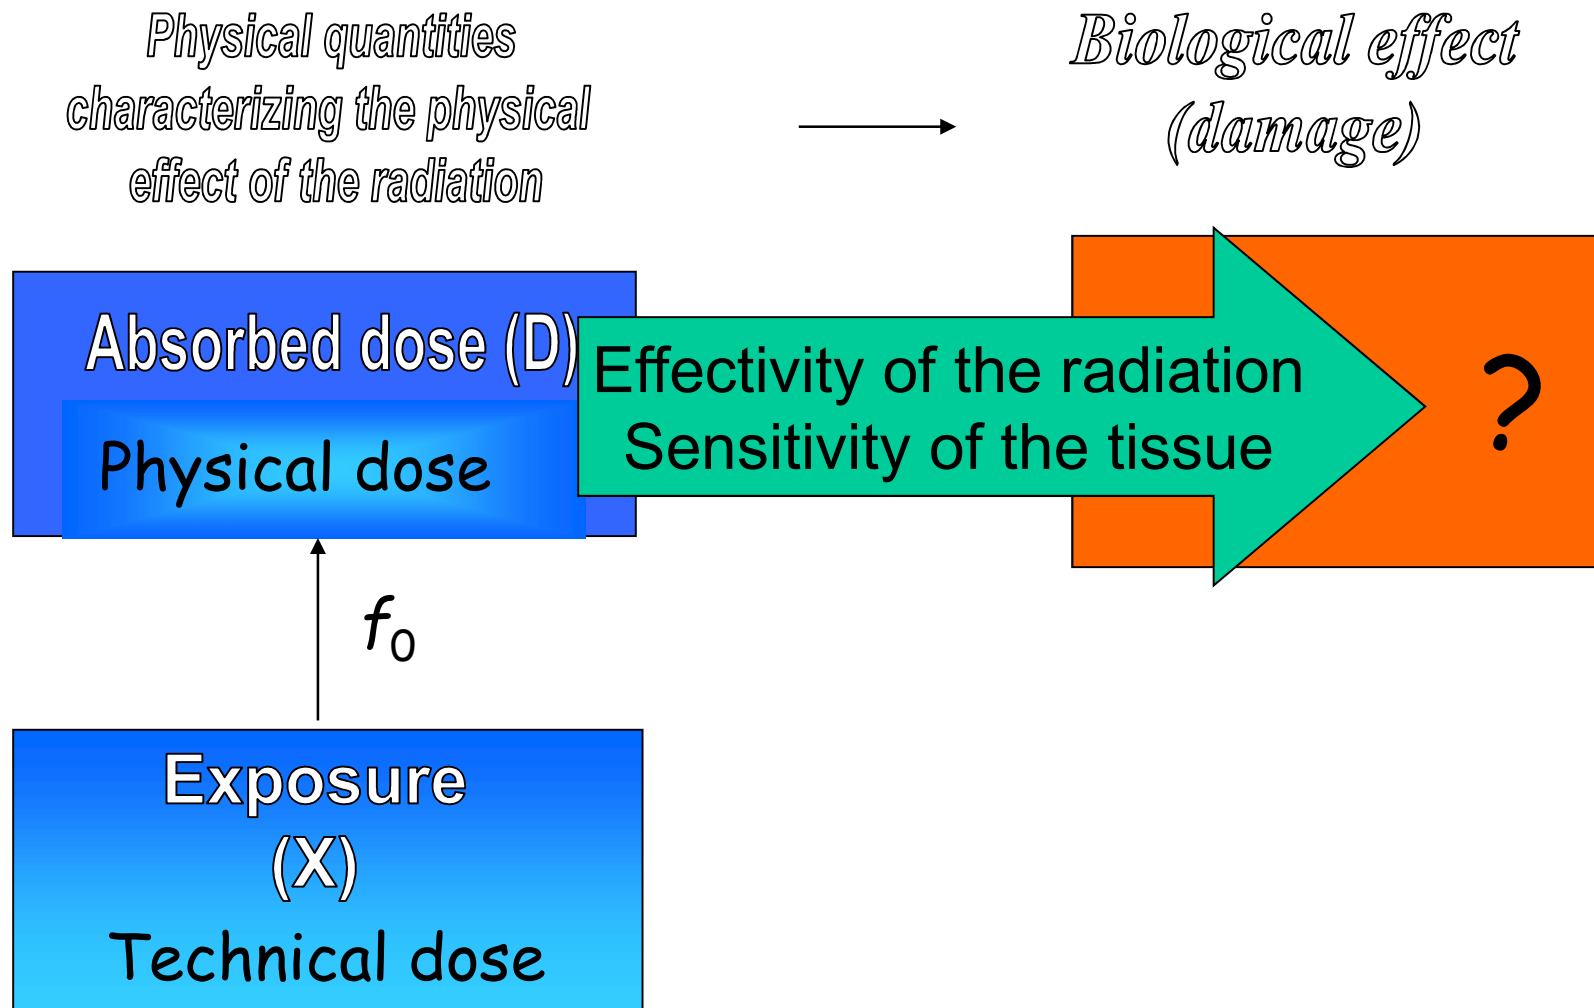 Physical quantities
characterizing the physical
effect of the radiation
Biological effect
(damage)
Absorbed dose (D)
Physical dose
Effectivity of the radiation
Sensitivity of the tissue
?
f₀
Exposure
(X)
Technical dose